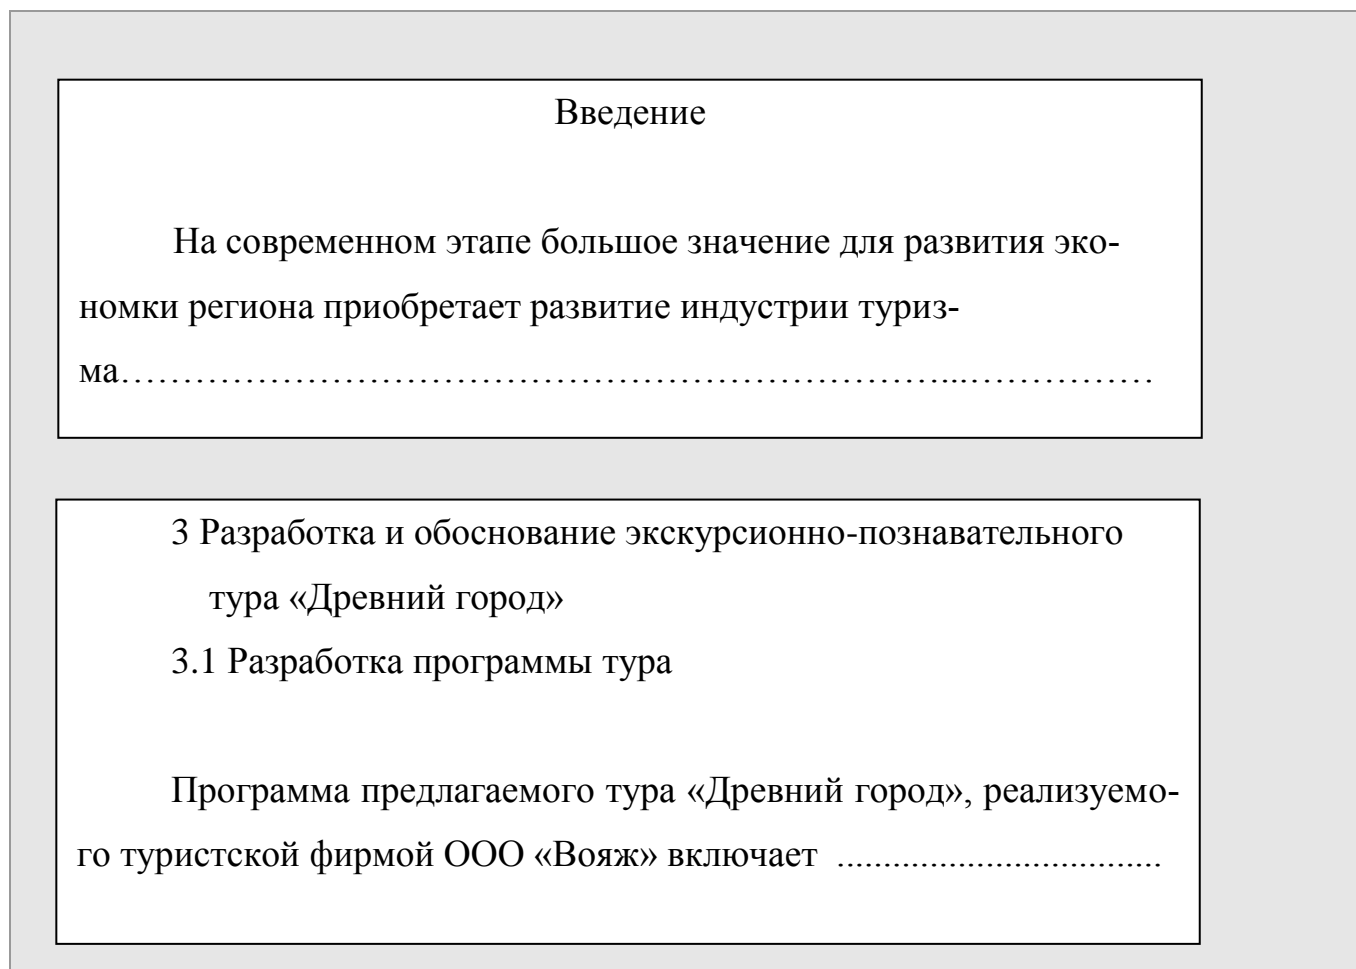 Введение
На современном этапе большое значение для развития эко-
номки региона приобретает развитие индустрии туриз-
ма……………………………………………………………………...……………
3 Разработка и обоснование экскурсионно-познавательного
тура «Древний город»
3.1 Разработка программы тура
Программа предлагаемого тура «Древний город», реализуемо-
го туристской фирмой ООО «Вояж» включает ..................................